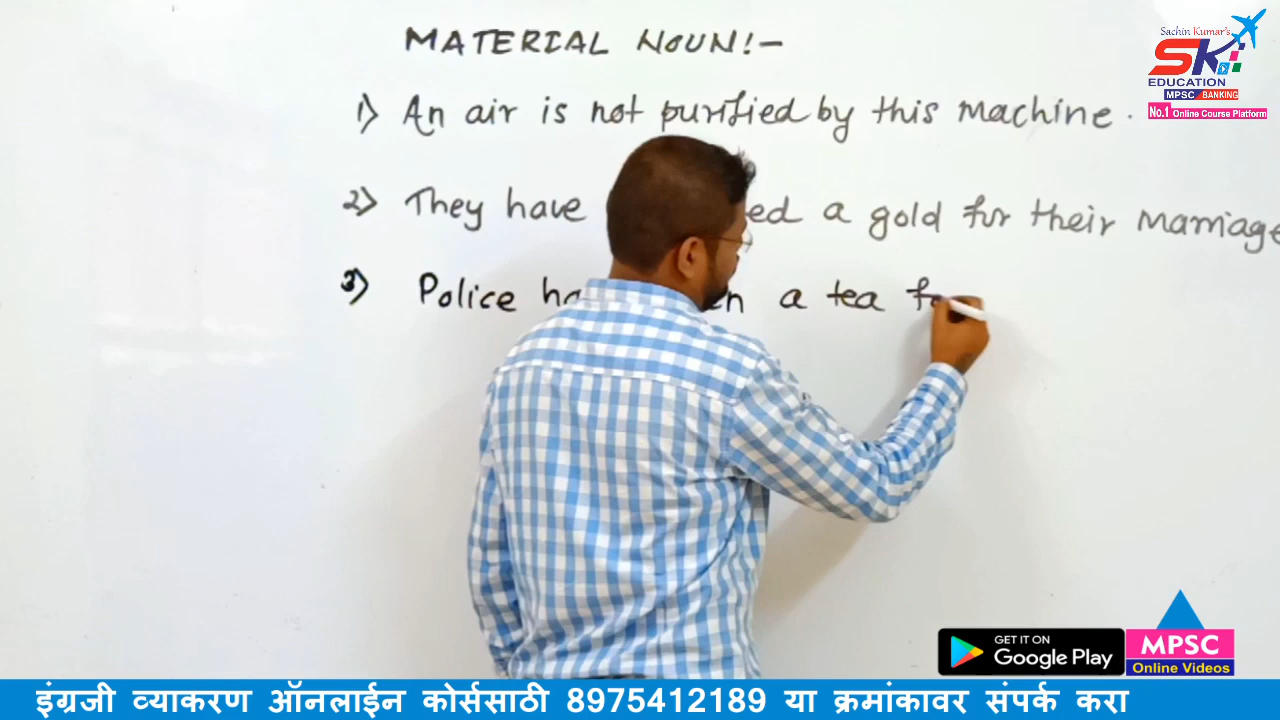 MATERIAL NOUN!-
1) An air is not purified by this machine.
2) They have a gold for their marriage
3) Police a tea
Sachin Kumar's
SK
EDUCATION
MPSC BANKING
No.1 Online Course Platform
GET IT ON
Google Play
MPSC
Online Videos
इंग्रजी व्याकरण ऑनलाईन कोर्ससाठी 8975412189 या क्रमांकावर संपर्क करा